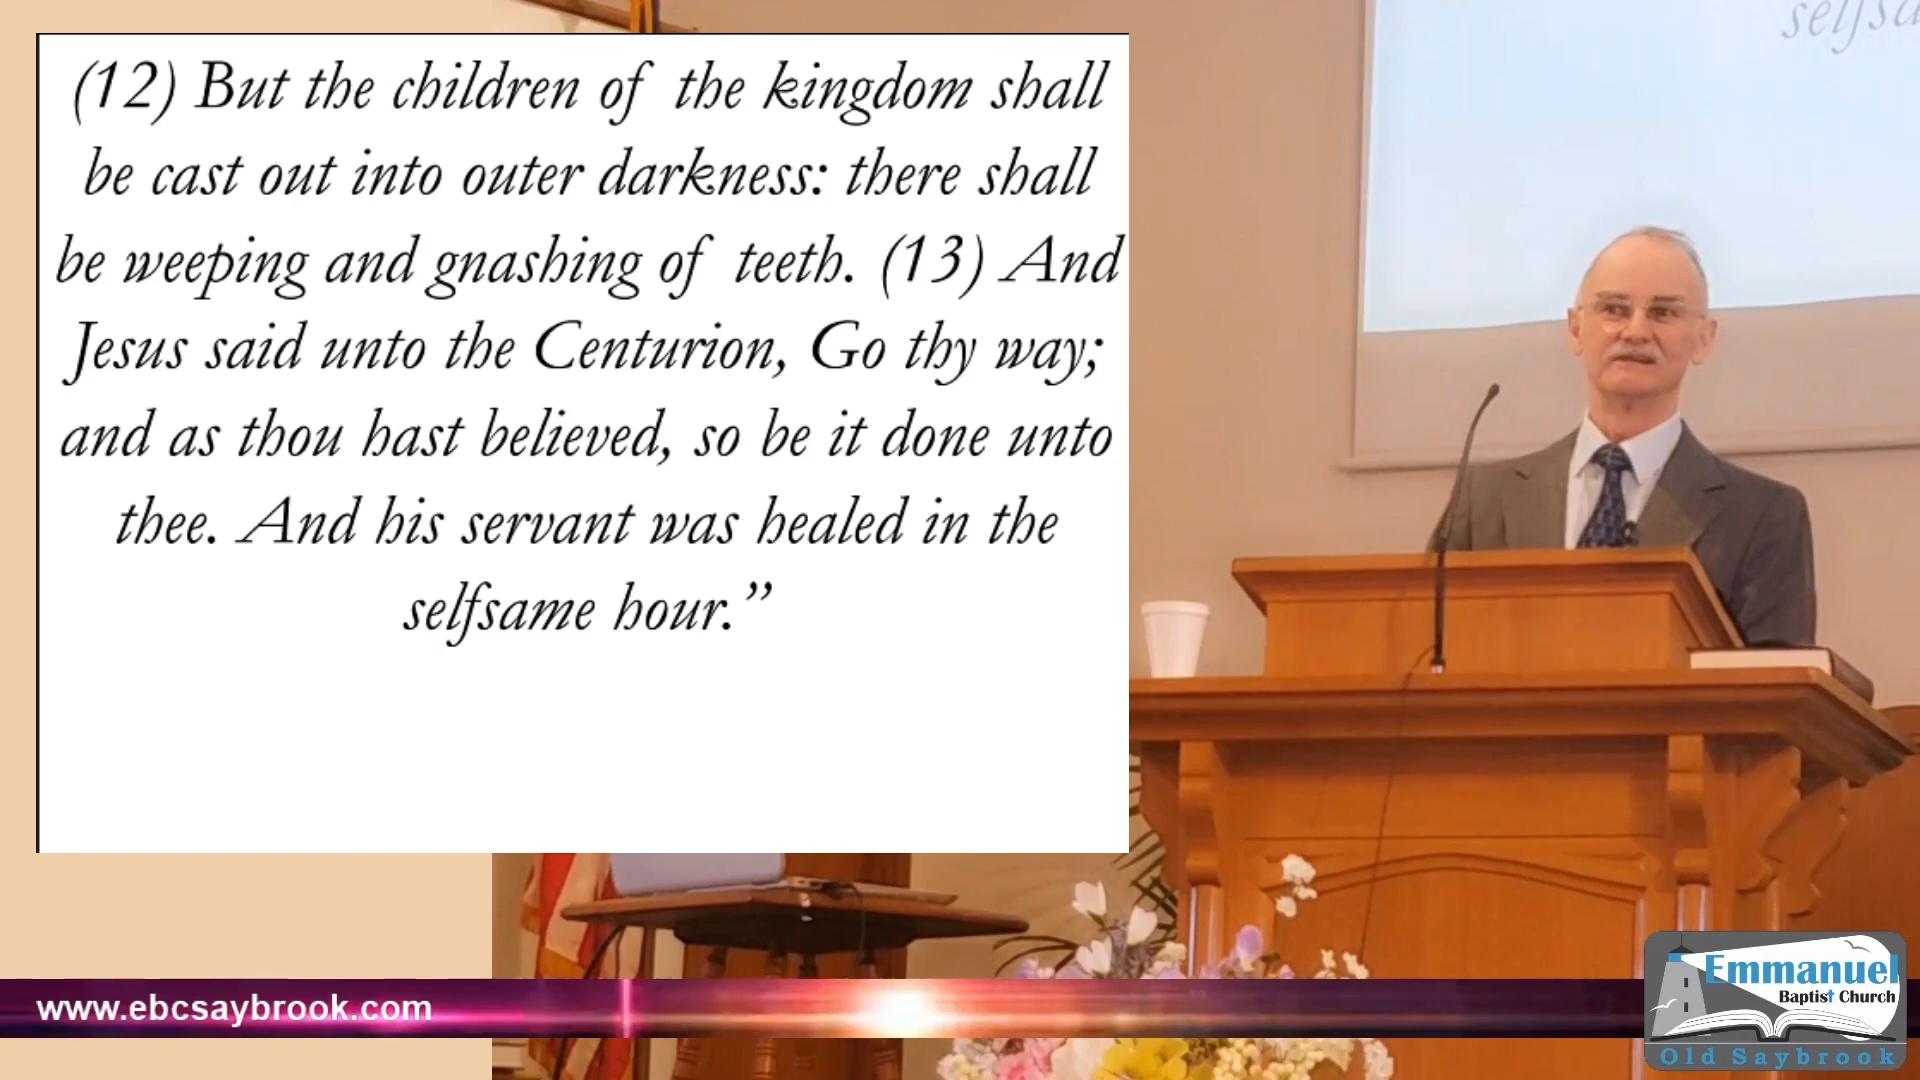 (12) But the children of the kingdom shall
be cast out into outer darkness: there shall
be weeping and gnashing of teeth. (13) And
Jesus said unto the Centurion, Go thy way;
and as thou hast believed, so be it done unto
thee. And his servant was healed in the
selfsame hour.”
www.ebcsaybrook.com
Emmanuel
Baptist Church
Old Saybrook